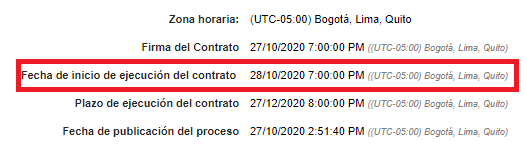 Zona horaria: (UTC-05:00) Bogotá, Lima, Quito
Firma del Contrato 27/10/2020 7:00:00 PM ((UTC-05:00) Bogotá, Lima, Quito)
Fecha de inicio de ejecución del contrato 28/10/2020 7:00:00 PM ((UTC-05:00) Bogotá, Lima, Quito)
Plazo de ejecución del contrato 27/12/2020 8:00:00 PM ((UTC-05:00) Bogotá, Lima, Quito)
Fecha de publicación del proceso 27/10/2020 2:51:40 PM ((UTC-05:00) Bogotá, Lima, Quito)